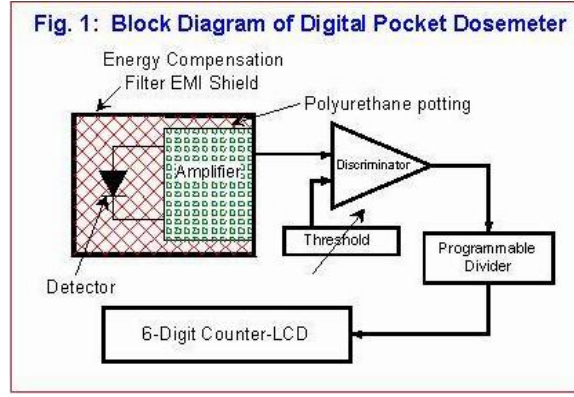 Fig. 1: Block Diagram of Digital Pocket Dosemeter
Energy Compensation
Filter EMI Shield
Polyurethane potting
Amplifier
Discriminator
Threshold
Programmable
Divider
Detector
6-Digit Counter-LCD